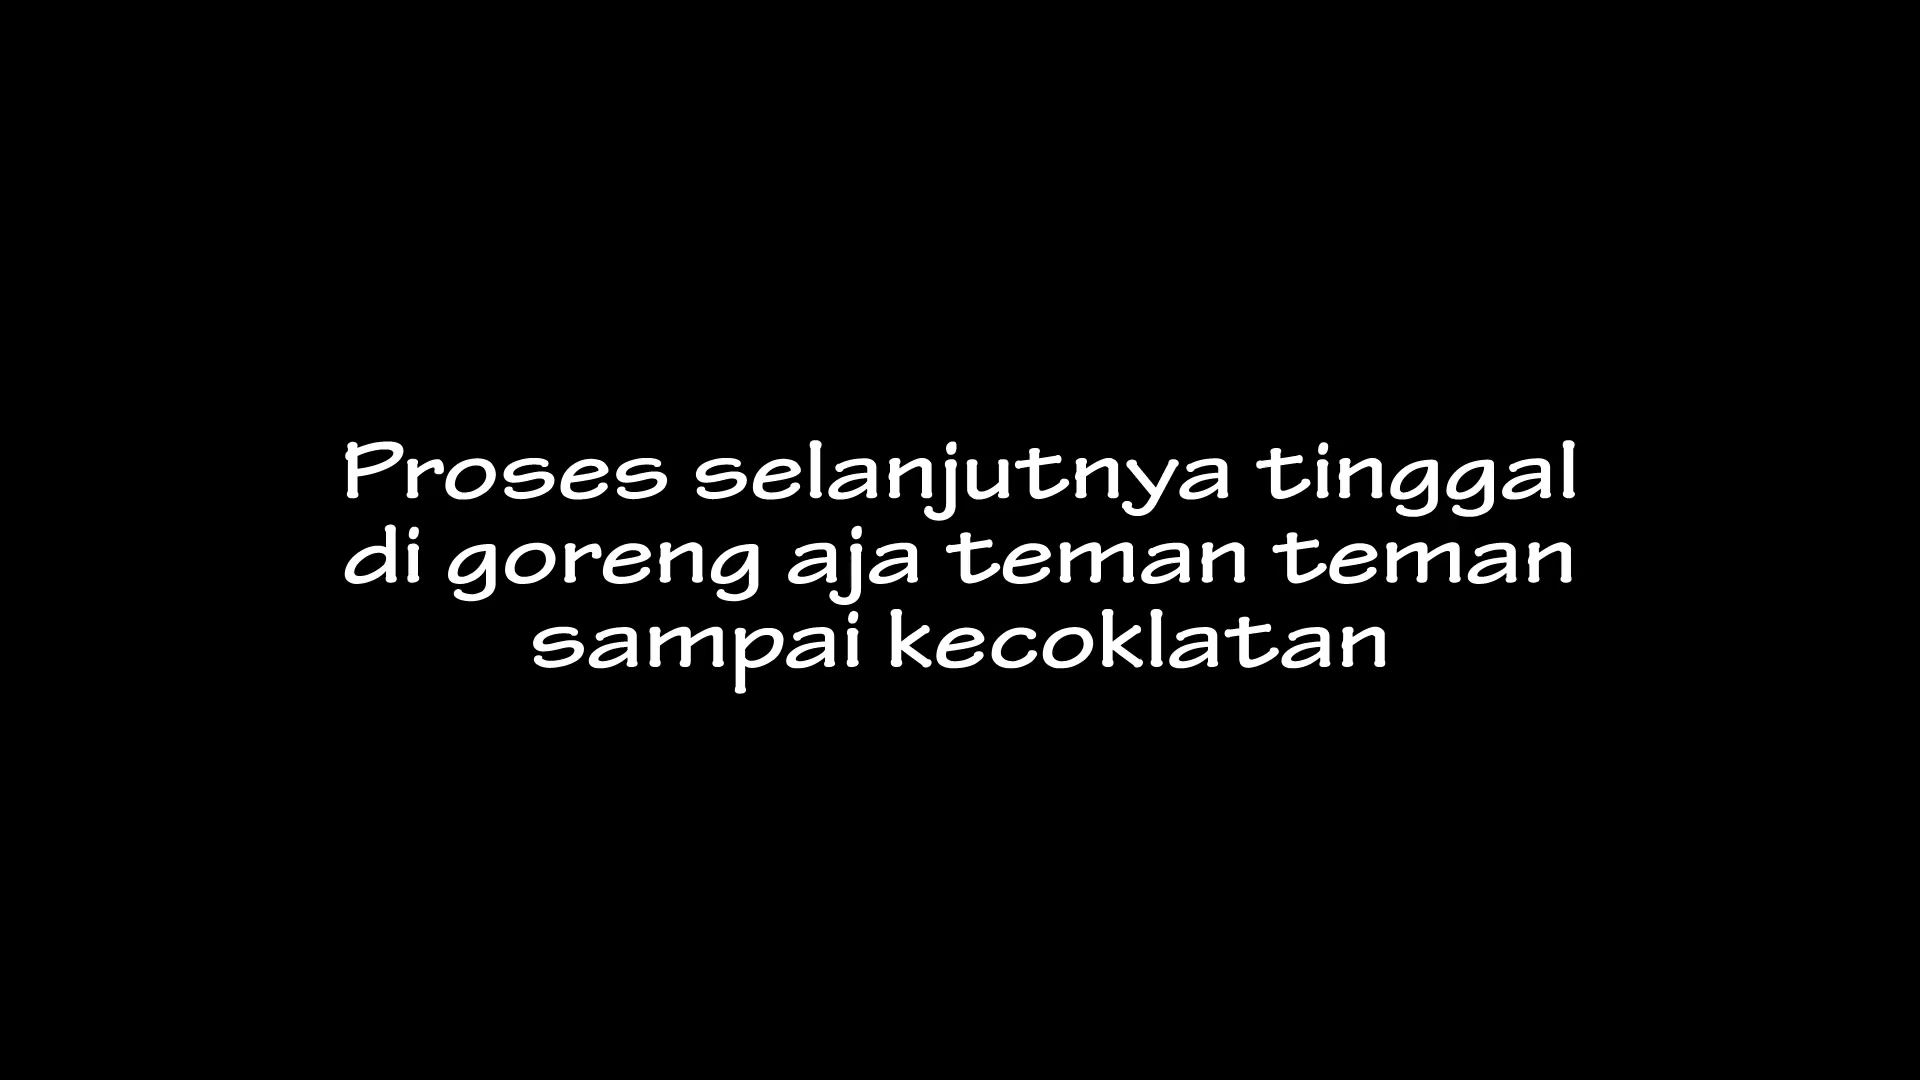 Proses selanjutnya tinggal
di goreng aja teman teman
sampai kecoklatan